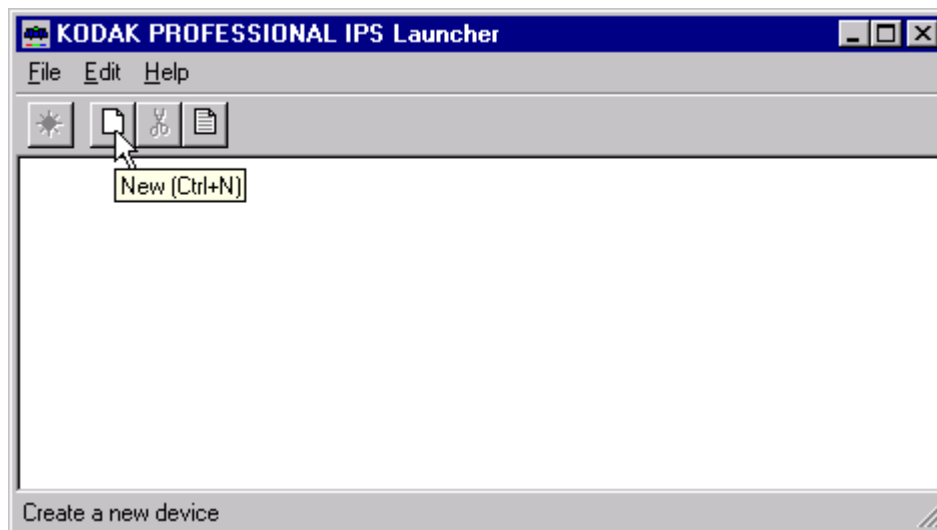 KODAK PROFESSIONAL IPS Launcher
File Edit Help
New (Ctrl+N)
Create a new device